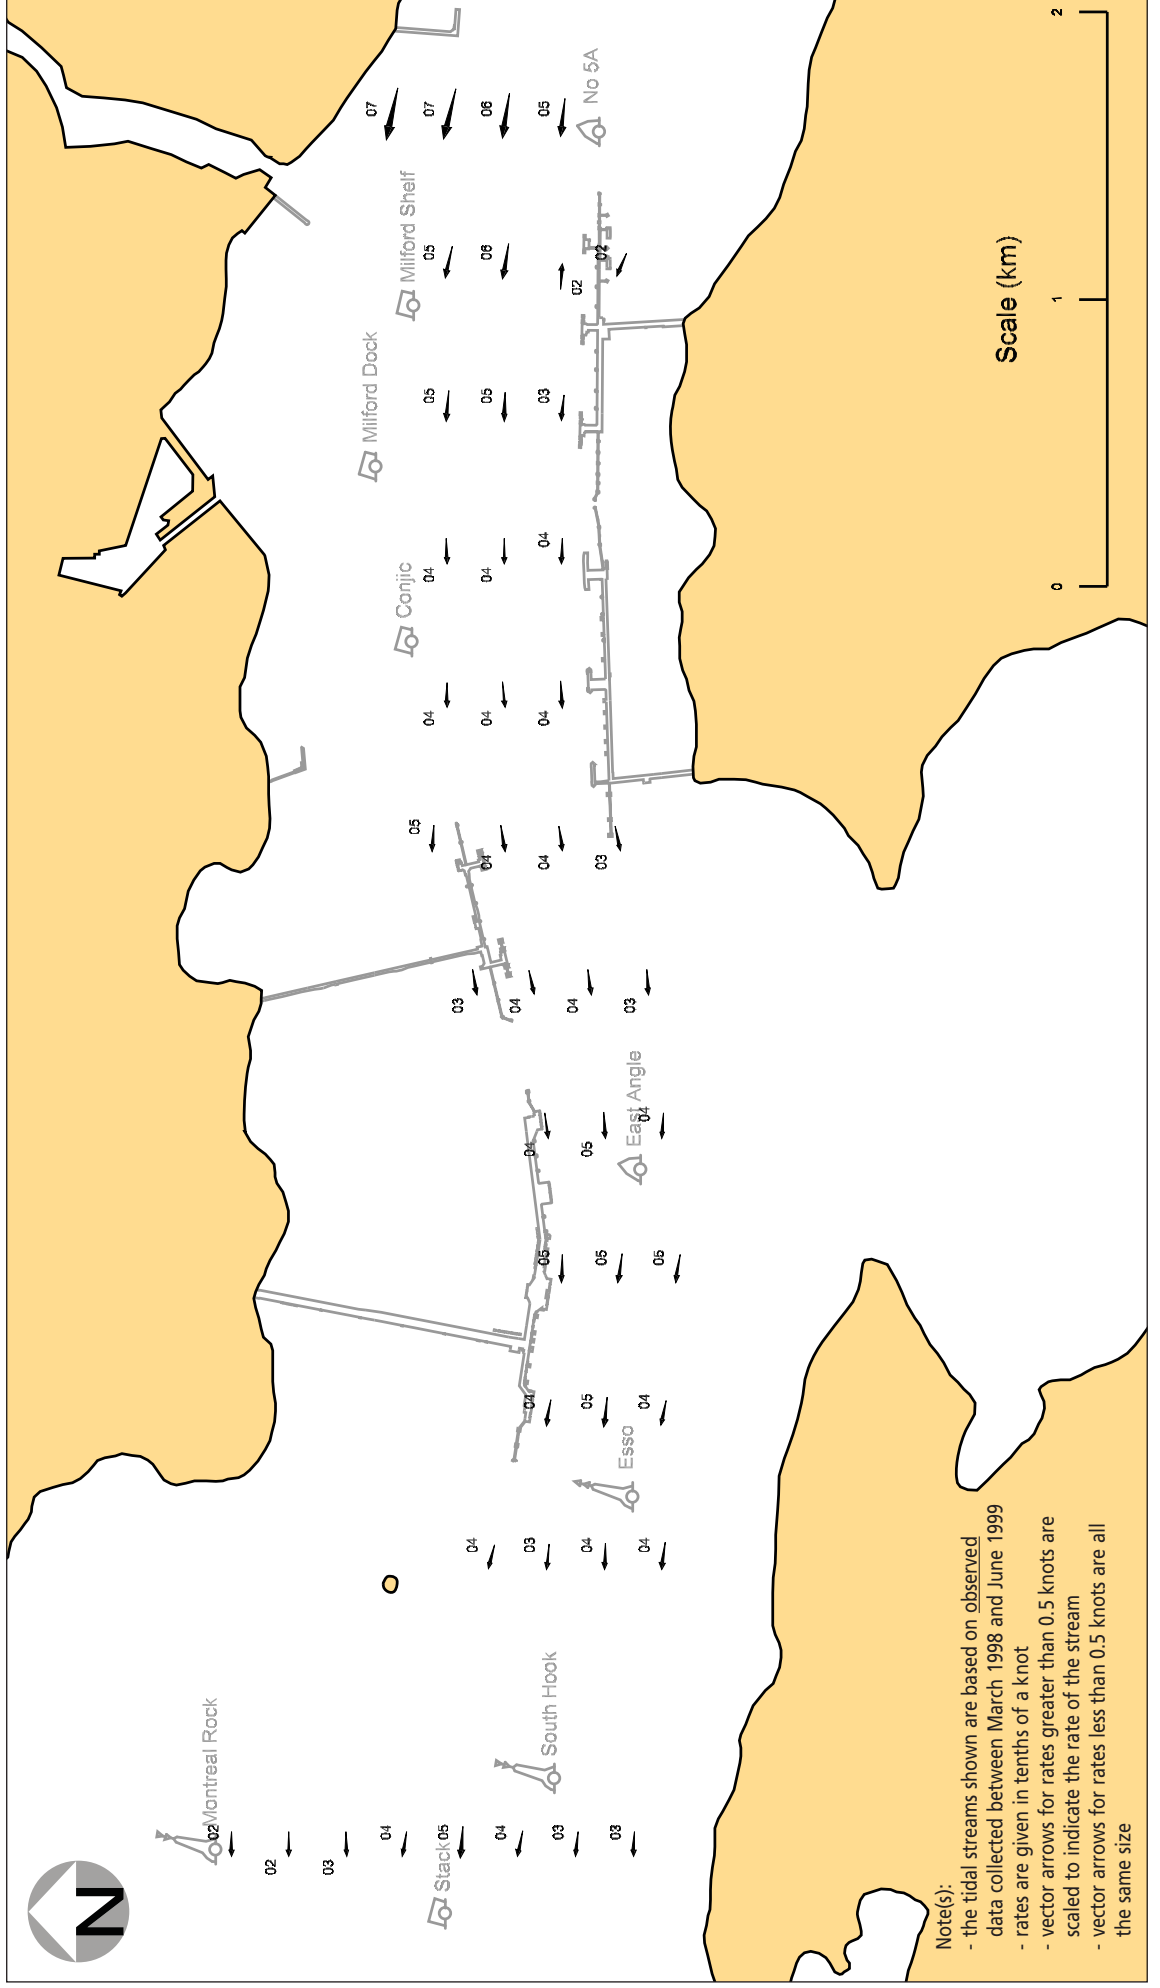 N
Montreal Rock
Stack
South Hook
Esso
East Angle
Conjic
Milford Dock
Milford Shelf
No 5A
02
02
03
04
05
04
03
03
04
03
04
04
04
05
04
05
05
05
04
05
04
03
04
04
03
05
04
04
03
04
04
04
04
04
04
05
05
03
05
06
02
02
07
07
06
05
Note(s):
- the tidal streams shown are based on observed
data collected between March 1998 and June 1999
- rates are given in tenths of a knot
- vector arrows for rates greater than 0.5 knots are
scaled to indicate the rate of the stream
- vector arrows for rates less than 0.5 knots are all
the same size
Scale (km)
0 1 2